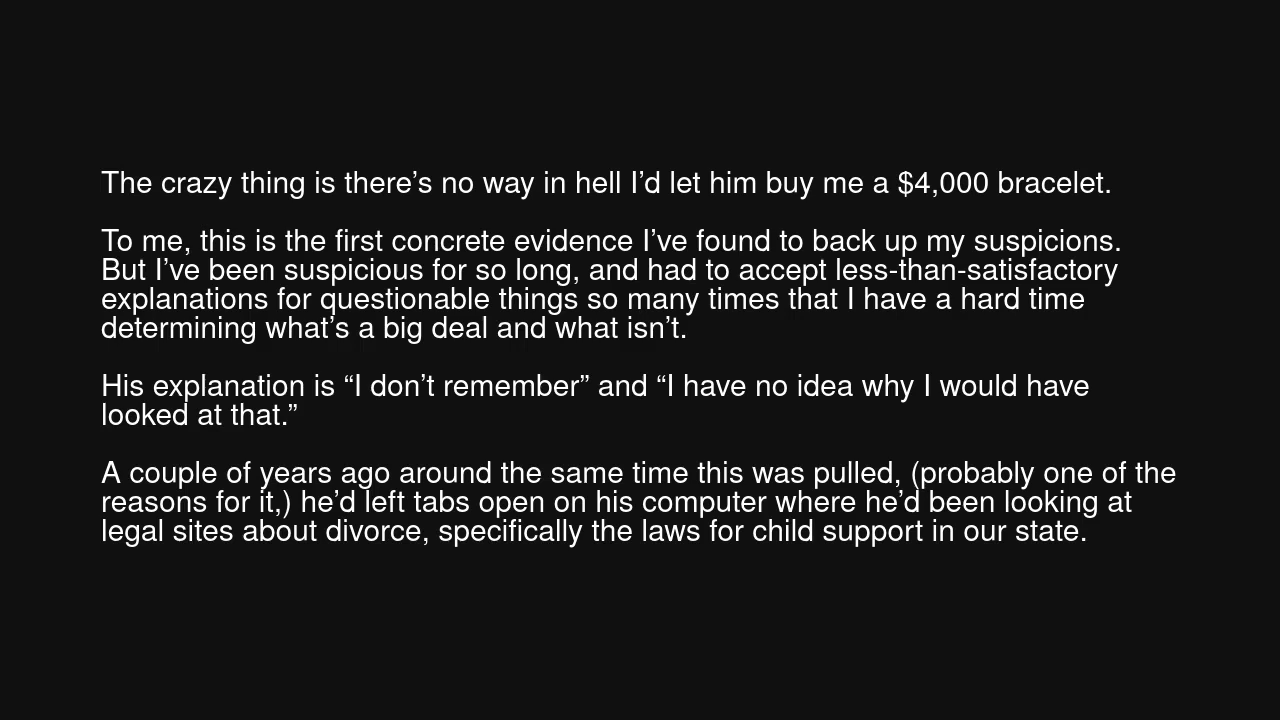 The crazy thing is there’s no way in hell I’d let him buy me a $4,000 bracelet.
To me, this is the first concrete evidence I’ve found to back up my suspicions.
But I’ve been suspicious for so long, and had to accept less-than-satisfactory
explanations for questionable things so many times that I have a hard time
determining what’s a big deal and what isn’t.
His explanation is “I don’t remember” and “I have no idea why I would have
looked at that.”
A couple of years ago around the same time this was pulled, (probably one of the
reasons for it,) he’d left tabs open on his computer where he’d been looking at
legal sites about divorce, specifically the laws for child support in our state.